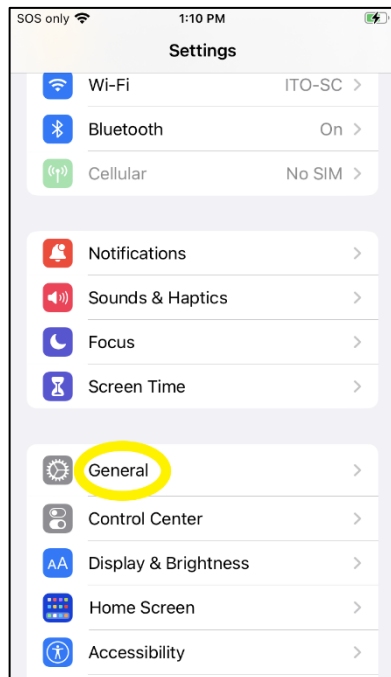 SOS only 1:10 PM
Settings
Wi-Fi ITO-SC
Bluetooth On
Cellular No SIM
Notifications
Sounds & Haptics
Focus
Screen Time
General
Control Center
AA Display & Brightness
Home Screen
Accessibility